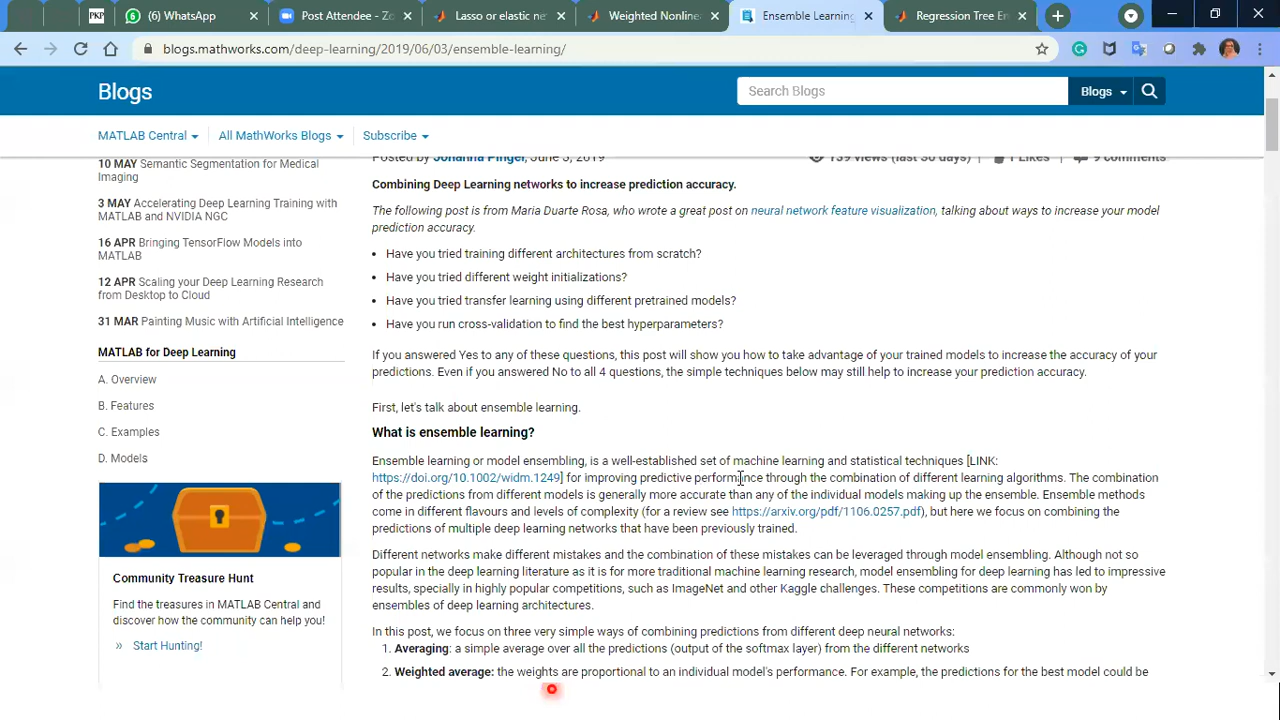 PKP
(6) WhatsApp
Post Attendee - Zo
Lasso or elastic ne
Weighted Nonline
Ensemble Learning
Regression Tree En
blogs.mathworks.com/deep-learning/2019/06/03/ensemble-learning/
Blogs
Search Blogs
Blogs
MATLAB Central
All MathWorks Blogs
Subscribe
10 MAY Semantic Segmentation for Medical
Imaging
3 MAY Accelerating Deep Learning Training with
MATLAB and NVIDIA NGC
16 APR Bringing TensorFlow Models into
MATLAB
12 APR Scaling your Deep Learning Research
from Desktop to Cloud
31 MAR Painting Music with Artificial Intelligence
MATLAB for Deep Learning
A. Overview
B. Features
C. Examples
D. Models
Community Treasure Hunt
Find the treasures in MATLAB Central and
discover how the community can help you!
» Start Hunting!
Posted by Johanna Pingel, June 3, 2019
139 views (last 30 days) | 1 Likes | 9 comments
Combining Deep Learning networks to increase prediction accuracy.
The following post is from Maria Duarte Rosa, who wrote a great post on neural network feature visualization, talking about ways to increase your model
prediction accuracy.
• Have you tried training different architectures from scratch?
• Have you tried different weight initializations?
• Have you tried transfer learning using different pretrained models?
• Have you run cross-validation to find the best hyperparameters?
If you answered Yes to any of these questions, this post will show you how to take advantage of your trained models to increase the accuracy of your
predictions. Even if you answered No to all 4 questions, the simple techniques below may still help to increase your prediction accuracy.
First, let's talk about ensemble learning.
What is ensemble learning?
Ensemble learning or model ensembling, is a well-established set of machine learning and statistical techniques [LINK:
https://doi.org/10.1002/widm.1249] for improving predictive performance through the combination of different learning algorithms. The combination
of the predictions from different models is generally more accurate than any of the individual models making up the ensemble. Ensemble methods
come in different flavours and levels of complexity (for a review see https://arxiv.org/pdf/1106.0257.pdf), but here we focus on combining the
predictions of multiple deep learning networks that have been previously trained.
Different networks make different mistakes and the combination of these mistakes can be leveraged through model ensembling. Although not so
popular in the deep learning literature as it is for more traditional machine learning research, model ensembling for deep learning has led to impressive
results, specially in highly popular competitions, such as ImageNet and other Kaggle challenges. These competitions are commonly won by
ensembles of deep learning architectures.
In this post, we focus on three very simple ways of combining predictions from different deep neural networks:
1. Averaging: a simple average over all the predictions (output of the softmax layer) from the different networks
2. Weighted average: the weights are proportional to an individual model's performance. For example, the predictions for the best model could be